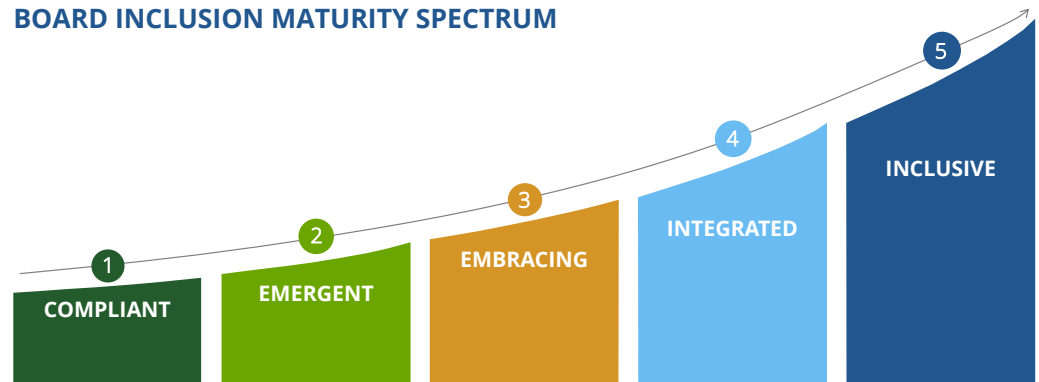 BOARD INCLUSION MATURITY SPECTRUM
1
COMPLIANT
2
EMERGENT
3
EMBRACING
4
INTEGRATED
5
INCLUSIVE